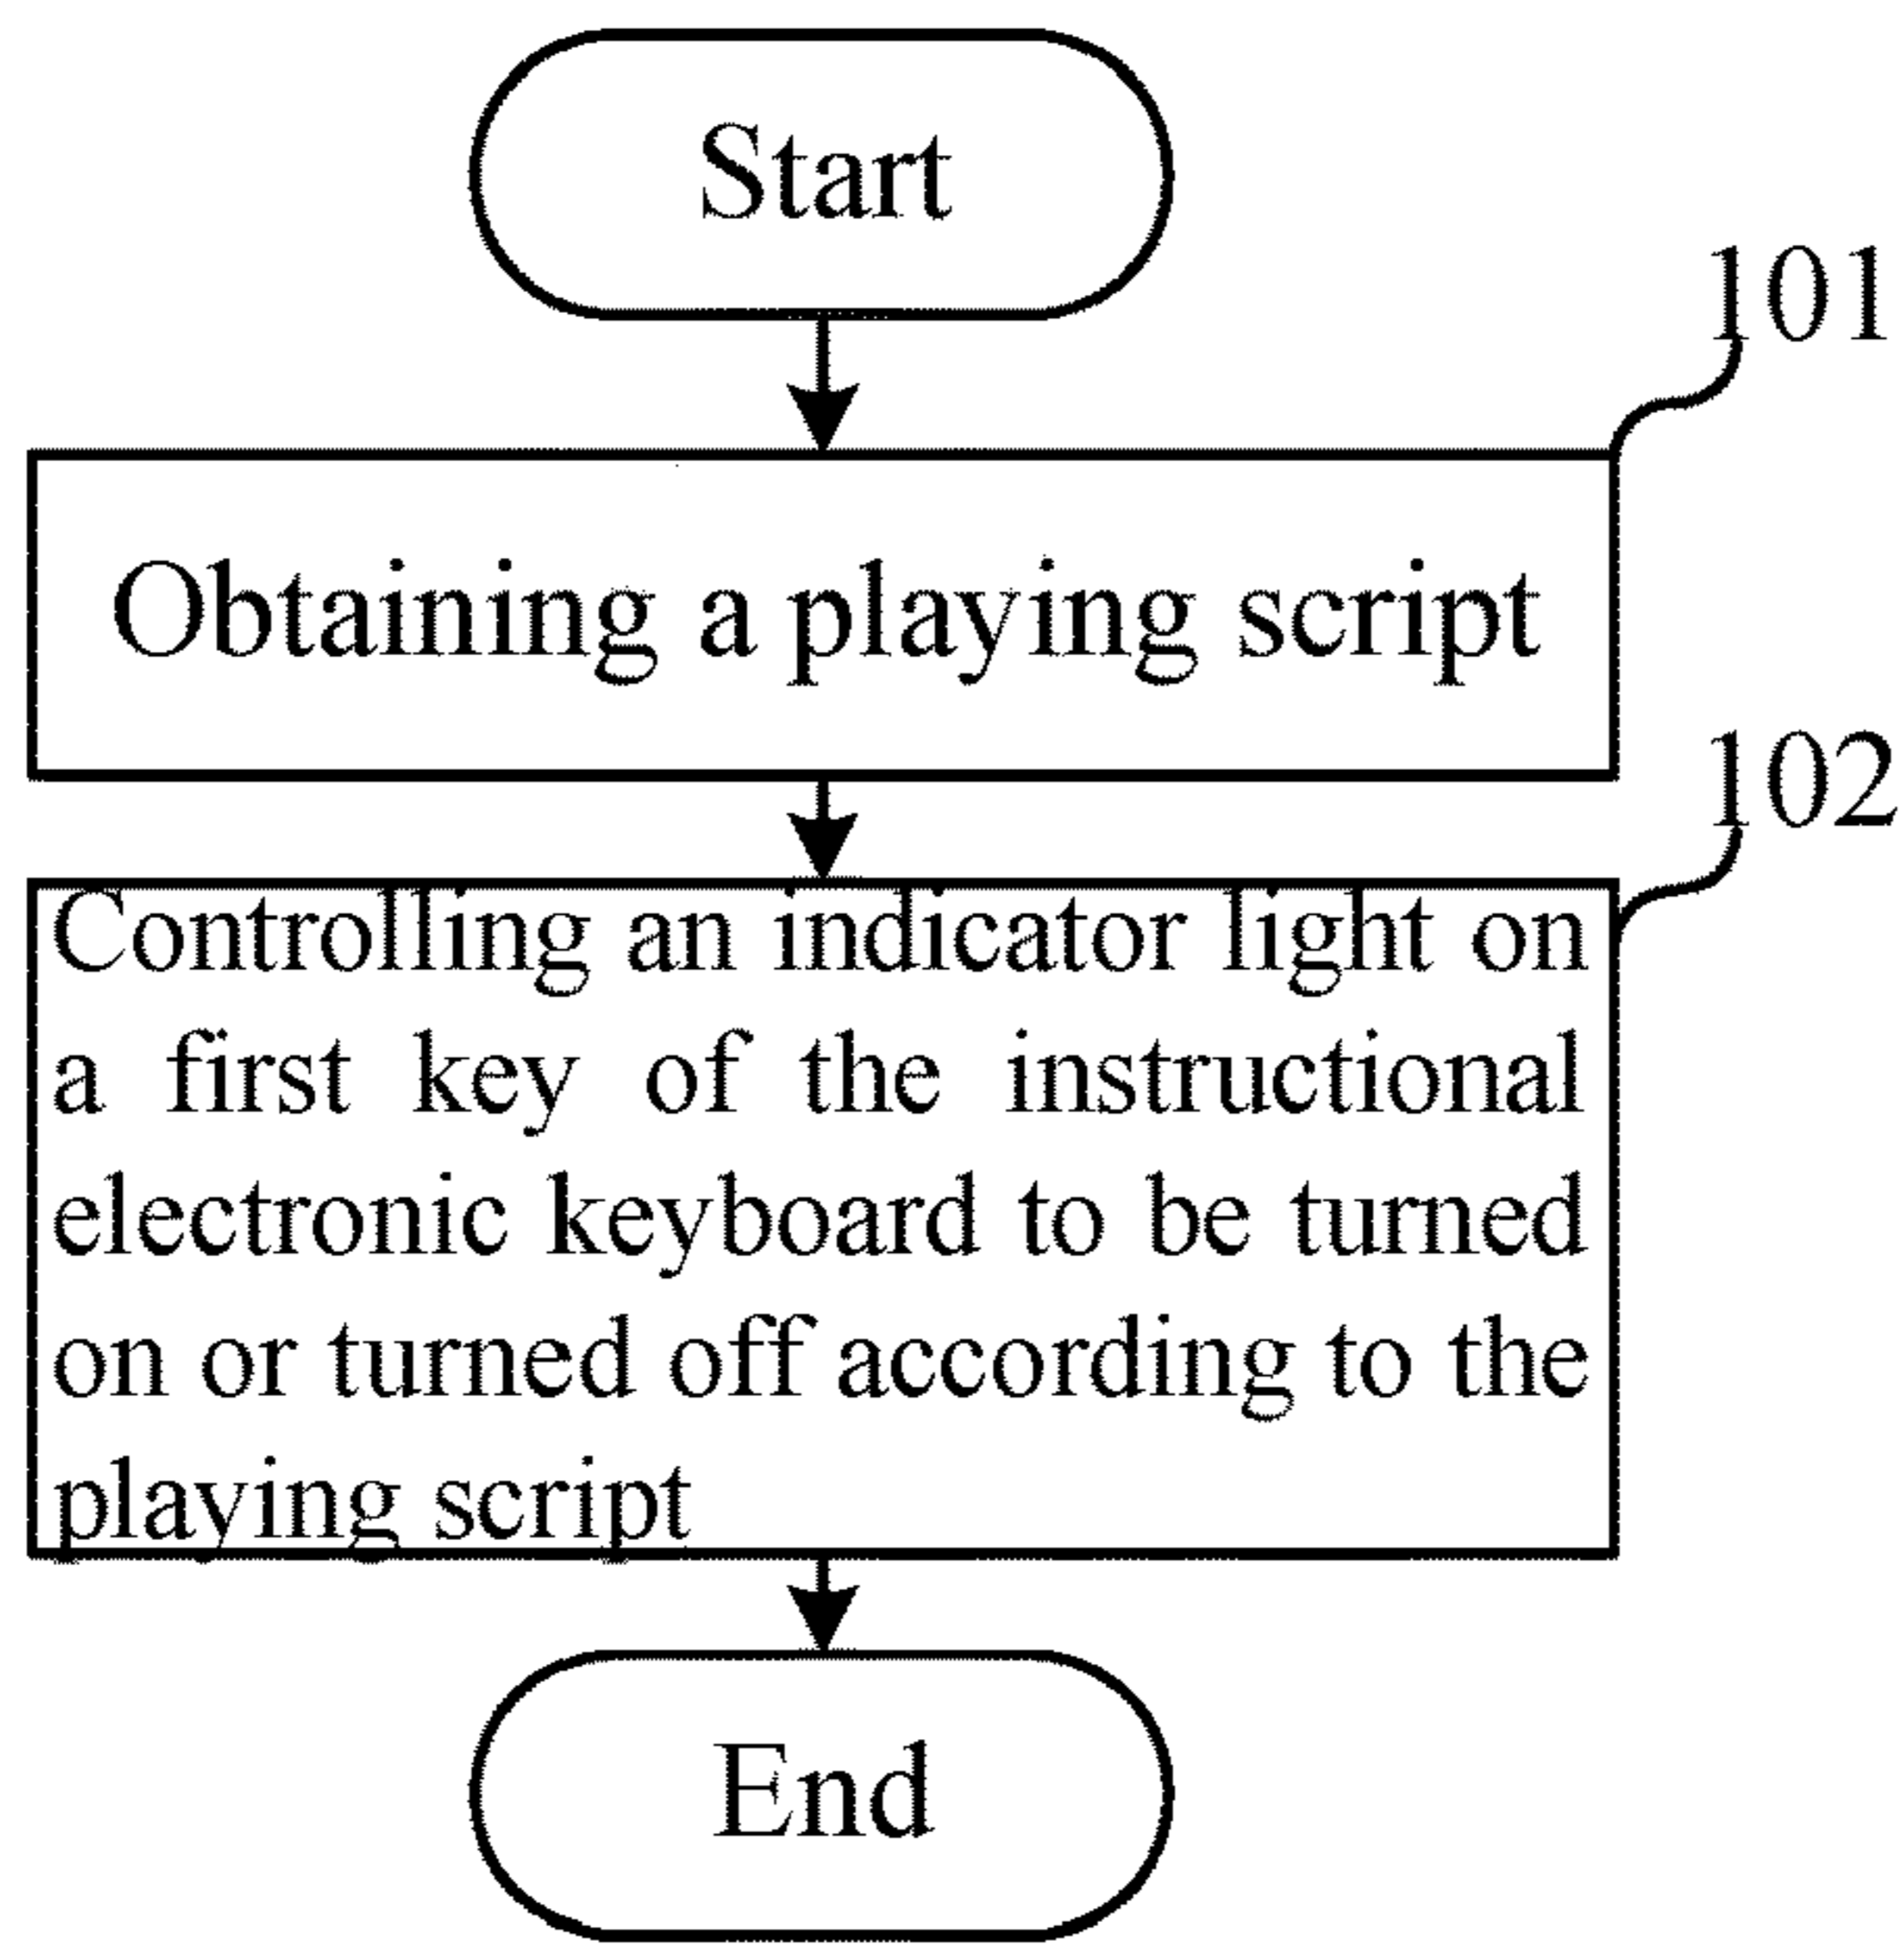 Start
101
Obtaining a playing script
102
Controlling an indicator light on
a first key of the instructional
electronic keyboard to be turned
on or turned off according to the
playing script
End